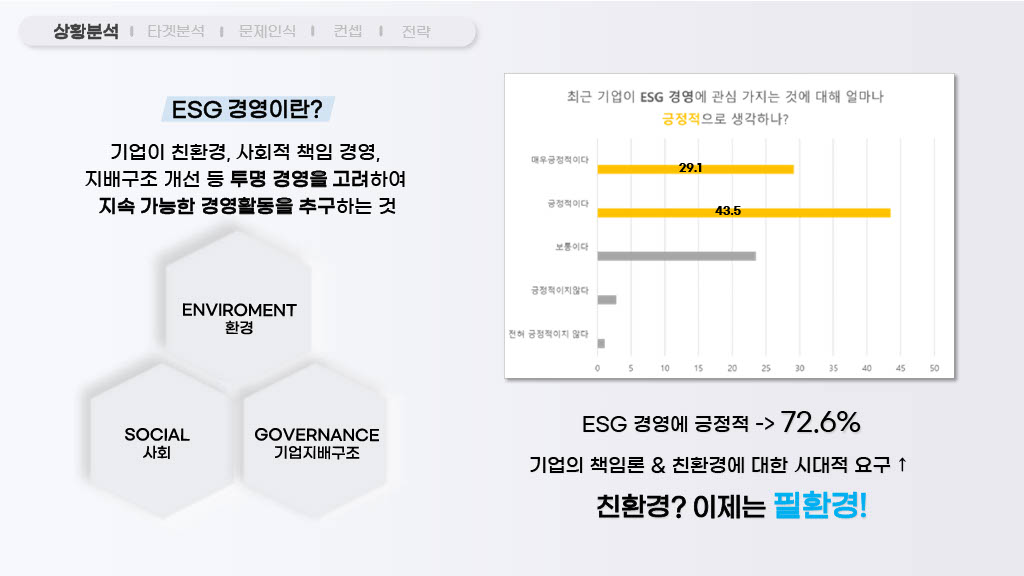 상황분석 ㅣ 타겟분석 ㅣ 문제인식 ㅣ 컨셉 ㅣ 전략
ESG 경영이란?
기업이 친환경, 사회적 책임 경영,
지배구조 개선 등 투명 경영을 고려하여
지속 가능한 경영활동을 추구하는 것
ENVIROMENT
환경
SOCIAL
사회
GOVERNANCE
기업지배구조
최근 기업이 ESG 경영에 관심 가지는 것에 대해 얼마나
긍정적으로 생각하나?
매우긍정적이다
29.1
긍정적이다
43.5
보통이다
긍정적이지않다
전혀 긍정적이지 않다
0 5 10 15 20 25 30 35 40 45 50
ESG 경영에 긍정적 -> 72.6%
기업의 책임론 & 친환경에 대한 시대적 요구 ↑
친환경? 이제는 필환경!